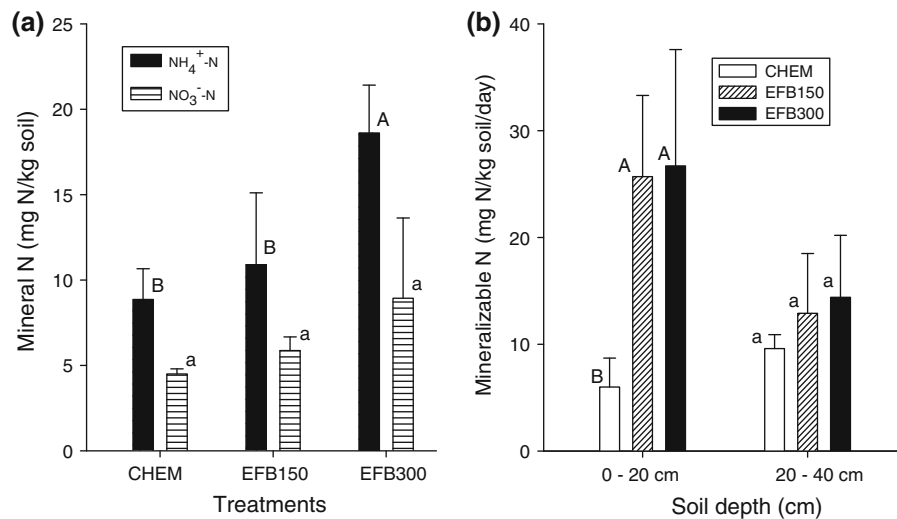 (a)
Mineral N (mg N/kg soil)
25
20
15
10
5
0
NH4+-N
NO3--N
B
a
B
a
A
a
CHEM
EFB150
EFB300
Treatments
(b)
Mineralizable N (mg N/kg soil/day)
40
30
20
10
0
CHEM
EFB150
EFB300
B
A
A
a
a
a
0 - 20 cm
20 - 40 cm
Soil depth (cm)